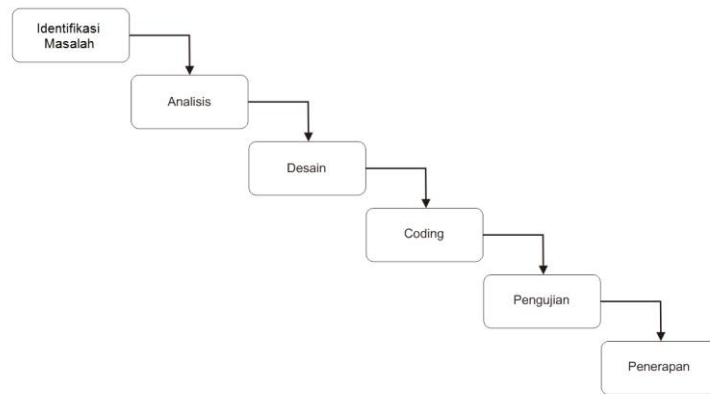 Identifikasi
Masalah
Analisis
Desain
Coding
Pengujian
Penerapan